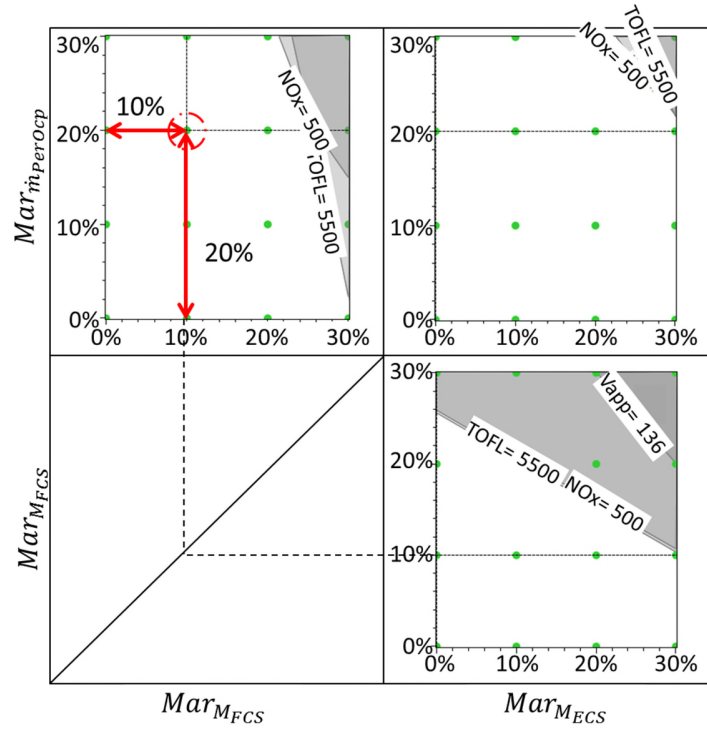 30%
20%
10%
0%
10%
20%
NOx= 500
TOFL= 5500
0%
10%
20%
30%
Mar_ṁPerOcp
30%
20%
10%
0%
NOx= 500
TOFL= 5500
0%
10%
20%
30%
Mar_MFCS
30%
20%
10%
0%
Vapp= 136
TOFL= 5500
NOx= 500
0%
10%
20%
30%
Mar_MFCS
Mar_MECS